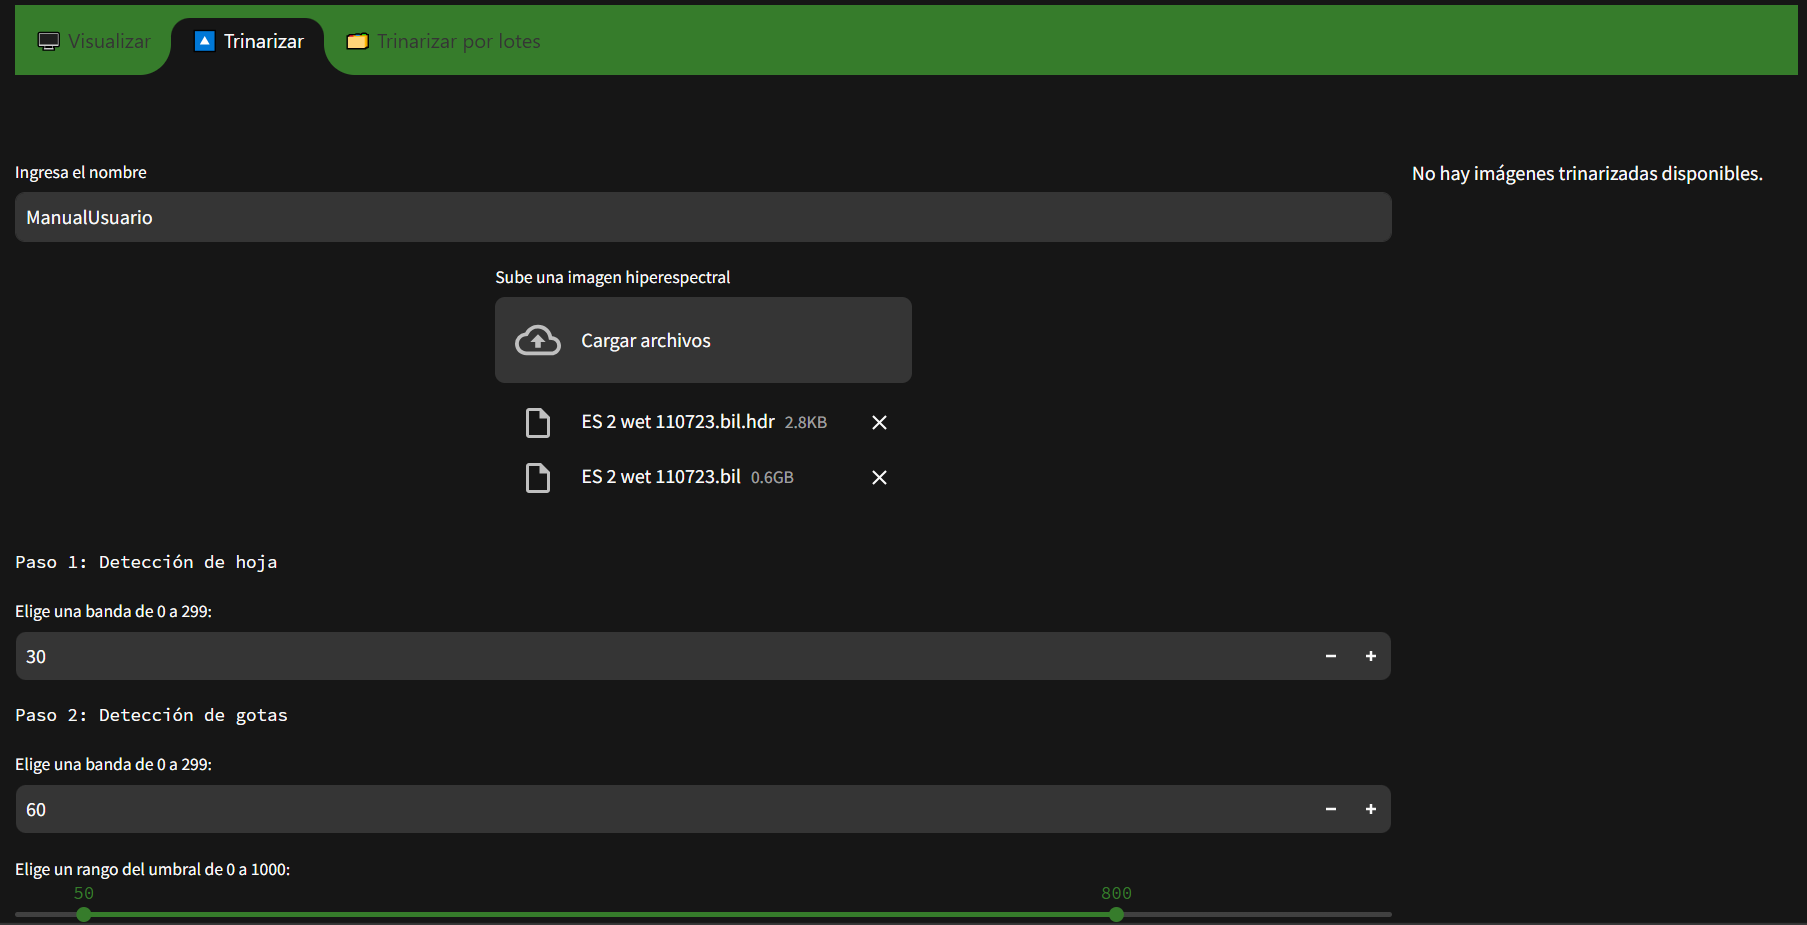 Visualizar Trinarizar Trinarizar por lotes
Ingresa el nombre
No hay imágenes trinarizadas disponibles.
ManualUsuario
Sube una imagen hiperespectral
Cargar archivos
ES 2 wet 110723.bil.hdr 2.8KB
ES 2 wet 110723.bil 0.6GB
Paso 1: Detección de hoja
Elige una banda de 0 a 299:
30
Paso 2: Detección de gotas
Elige una banda de 0 a 299:
60
Elige un rango del umbral de 0 a 1000:
50 800